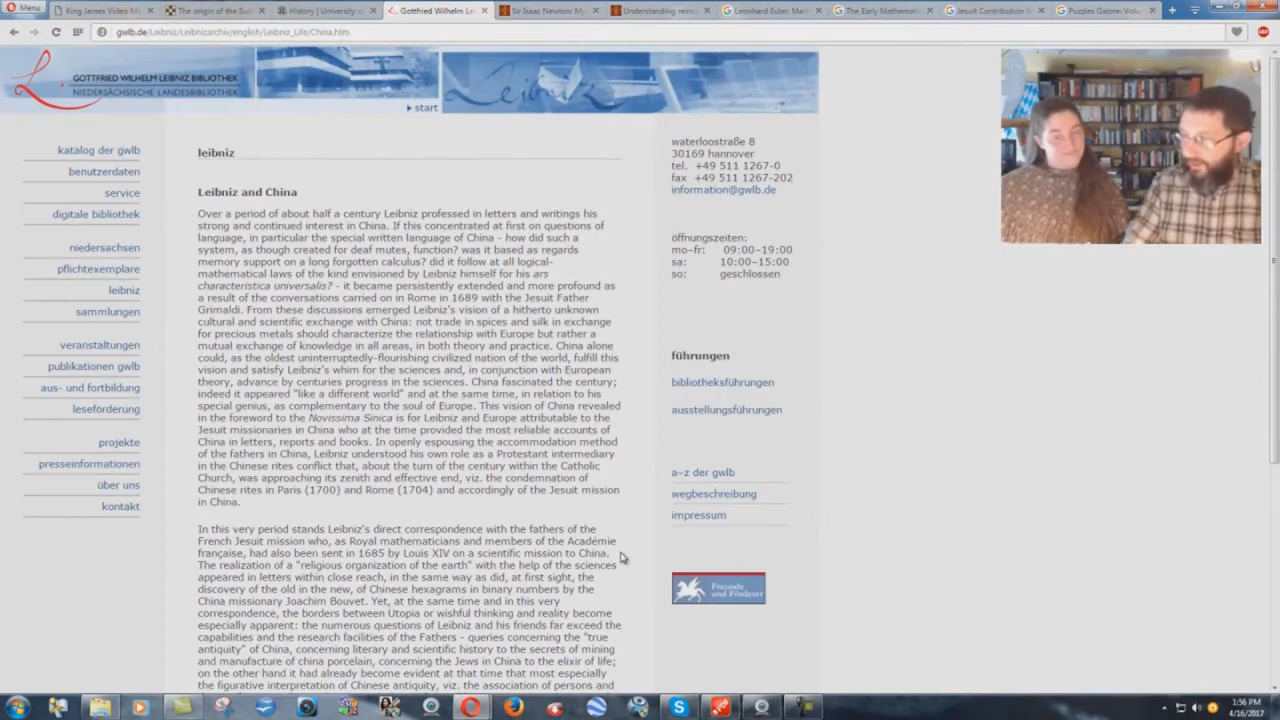 Menu
King James Video M
The origin of the Su
History | University o
Gottfried Wilhelm Le
Sir Isaac Newton: My
Understanding rein
Leonhard Euler: Mat
The Early Mathemat
Jesuit Contribution t
Puzzles Galore: Volu
gwlb.de/Leibniz/Leibnizarchiv/english/Leibniz_Life/China.htm
GOTTFRIED WILHELM LEIBNIZ BIBLIOTHEK
NIEDERSÄCHSISCHE LANDESBIBLIOTHEK
start
katalog der gwlb
benutzerdaten
service
digitale bibliothek
niedersachsen
pflichtexemplare
leibniz
sammlungen
veranstaltungen
publikationen gwlb
aus- und fortbildung
leseförderung
projekte
presseinformationen
über uns
kontakt
leibniz
Leibniz and China
Over a period of about half a century Leibniz professed in letters and writings his
strong and continued interest in China. If this concentrated at first on questions of
language, in particular the special written language of China - how did such a
system, as though created for deaf mutes, function? was it based as regards
memory support on a long forgotten calculus? did it follow at all logical-
mathematical laws of the kind envisioned by Leibniz himself for his ars
characteristica universalis? - it became persistently extended and more profound as
a result of the conversations carried on in Rome in 1689 with the Jesuit Father
Grimaldi. From these discussions emerged Leibniz's vision of a hitherto unknown
cultural and scientific exchange with China: not trade in spices and silk in exchange
for precious metals should characterize the relationship with Europe but rather a
mutual exchange of knowledge in all areas, in both theory and practice. China alone
could, as the oldest uninterruptedly-flourishing civilized nation of the world, fulfill this
vision and satisfy Leibniz's whim for the sciences and, in conjunction with European
theory, advance by centuries progress in the sciences. China fascinated the century;
indeed it appeared "like a different world" and at the same time, in relation to his
special genius, as complementary to the soul of Europe. This vision of China revealed
in the foreword to the Novissima Sinica is for Leibniz and Europe attributable to the
Jesuit missionaries in China who at the time provided the most reliable accounts of
China in letters, reports and books. In openly espousing the accommodation method
of the fathers in China, Leibniz understood his own role as a Protestant intermediary
in the Chinese rites conflict that, about the turn of the century within the Catholic
Church, was approaching its zenith and effective end, viz. the condemnation of
Chinese rites in Paris (1700) and Rome (1704) and accordingly of the Jesuit mission
in China.
In this very period stands Leibniz's direct correspondence with the fathers of the
French Jesuit mission who, as Royal mathematicians and members of the Académie
française, had also been sent in 1685 by Louis XIV on a scientific mission to China.
The realization of a "religious organization of the earth" with the help of the sciences
appeared in letters within close reach, in the same way as did, at first sight, the
discovery of the old in the new, of Chinese hexagrams in binary numbers by the
China missionary Joachim Bouvet. Yet, at the same time and in this very
correspondence, the borders between Utopia or wishful thinking and reality become
especially apparent: the numerous questions of Leibniz and his friends far exceed the
capabilities and the research facilities of the Fathers - queries concerning the "true
antiquity" of China, concerning literary and scientific history to the secrets of mining
and manufacture of china porcelain, concerning the Jews in China to the elixir of life;
on the other hand it had already become evident at that time that most especially
the figurative interpretation of Chinese antiquity, viz. the association of persons and
waterloostraße 8
30169 hannover
tel. +49 511 1267-0
fax +49 511 1267-202
information@gwlb.de
öffnungszeiten:
mo-fr: 09:00-19:00
sa: 10:00-15:00
so: geschlossen
führungen
bibliotheksführungen
ausstellungsführungen
a-z der gwlb
wegbeschreibung
impressum
Freunde
und Förderer
1:56 PM
4/16/2017